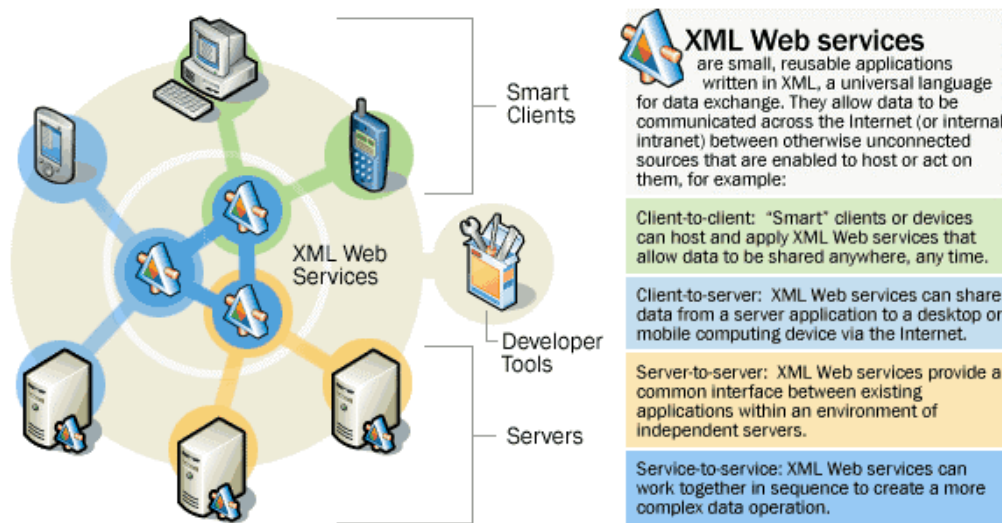 Smart
Clients
XML Web
Services
Developer
Tools
Servers
XML Web services
are small, reusable applications
written in XML, a universal language
for data exchange. They allow data to be
communicated across the Internet (or internal
intranet) between otherwise unconnected
sources that are enabled to host or act on
them, for example:
Client-to-client: “Smart” clients or devices
can host and apply XML Web services that
allow data to be shared anywhere, any time.
Client-to-server: XML Web services can share
data from a server application to a desktop or
mobile computing device via the Internet.
Server-to-server: XML Web services provide a
common interface between existing
applications within an environment of
independent servers.
Service-to-service: XML Web services can
work together in sequence to create a more
complex data operation.